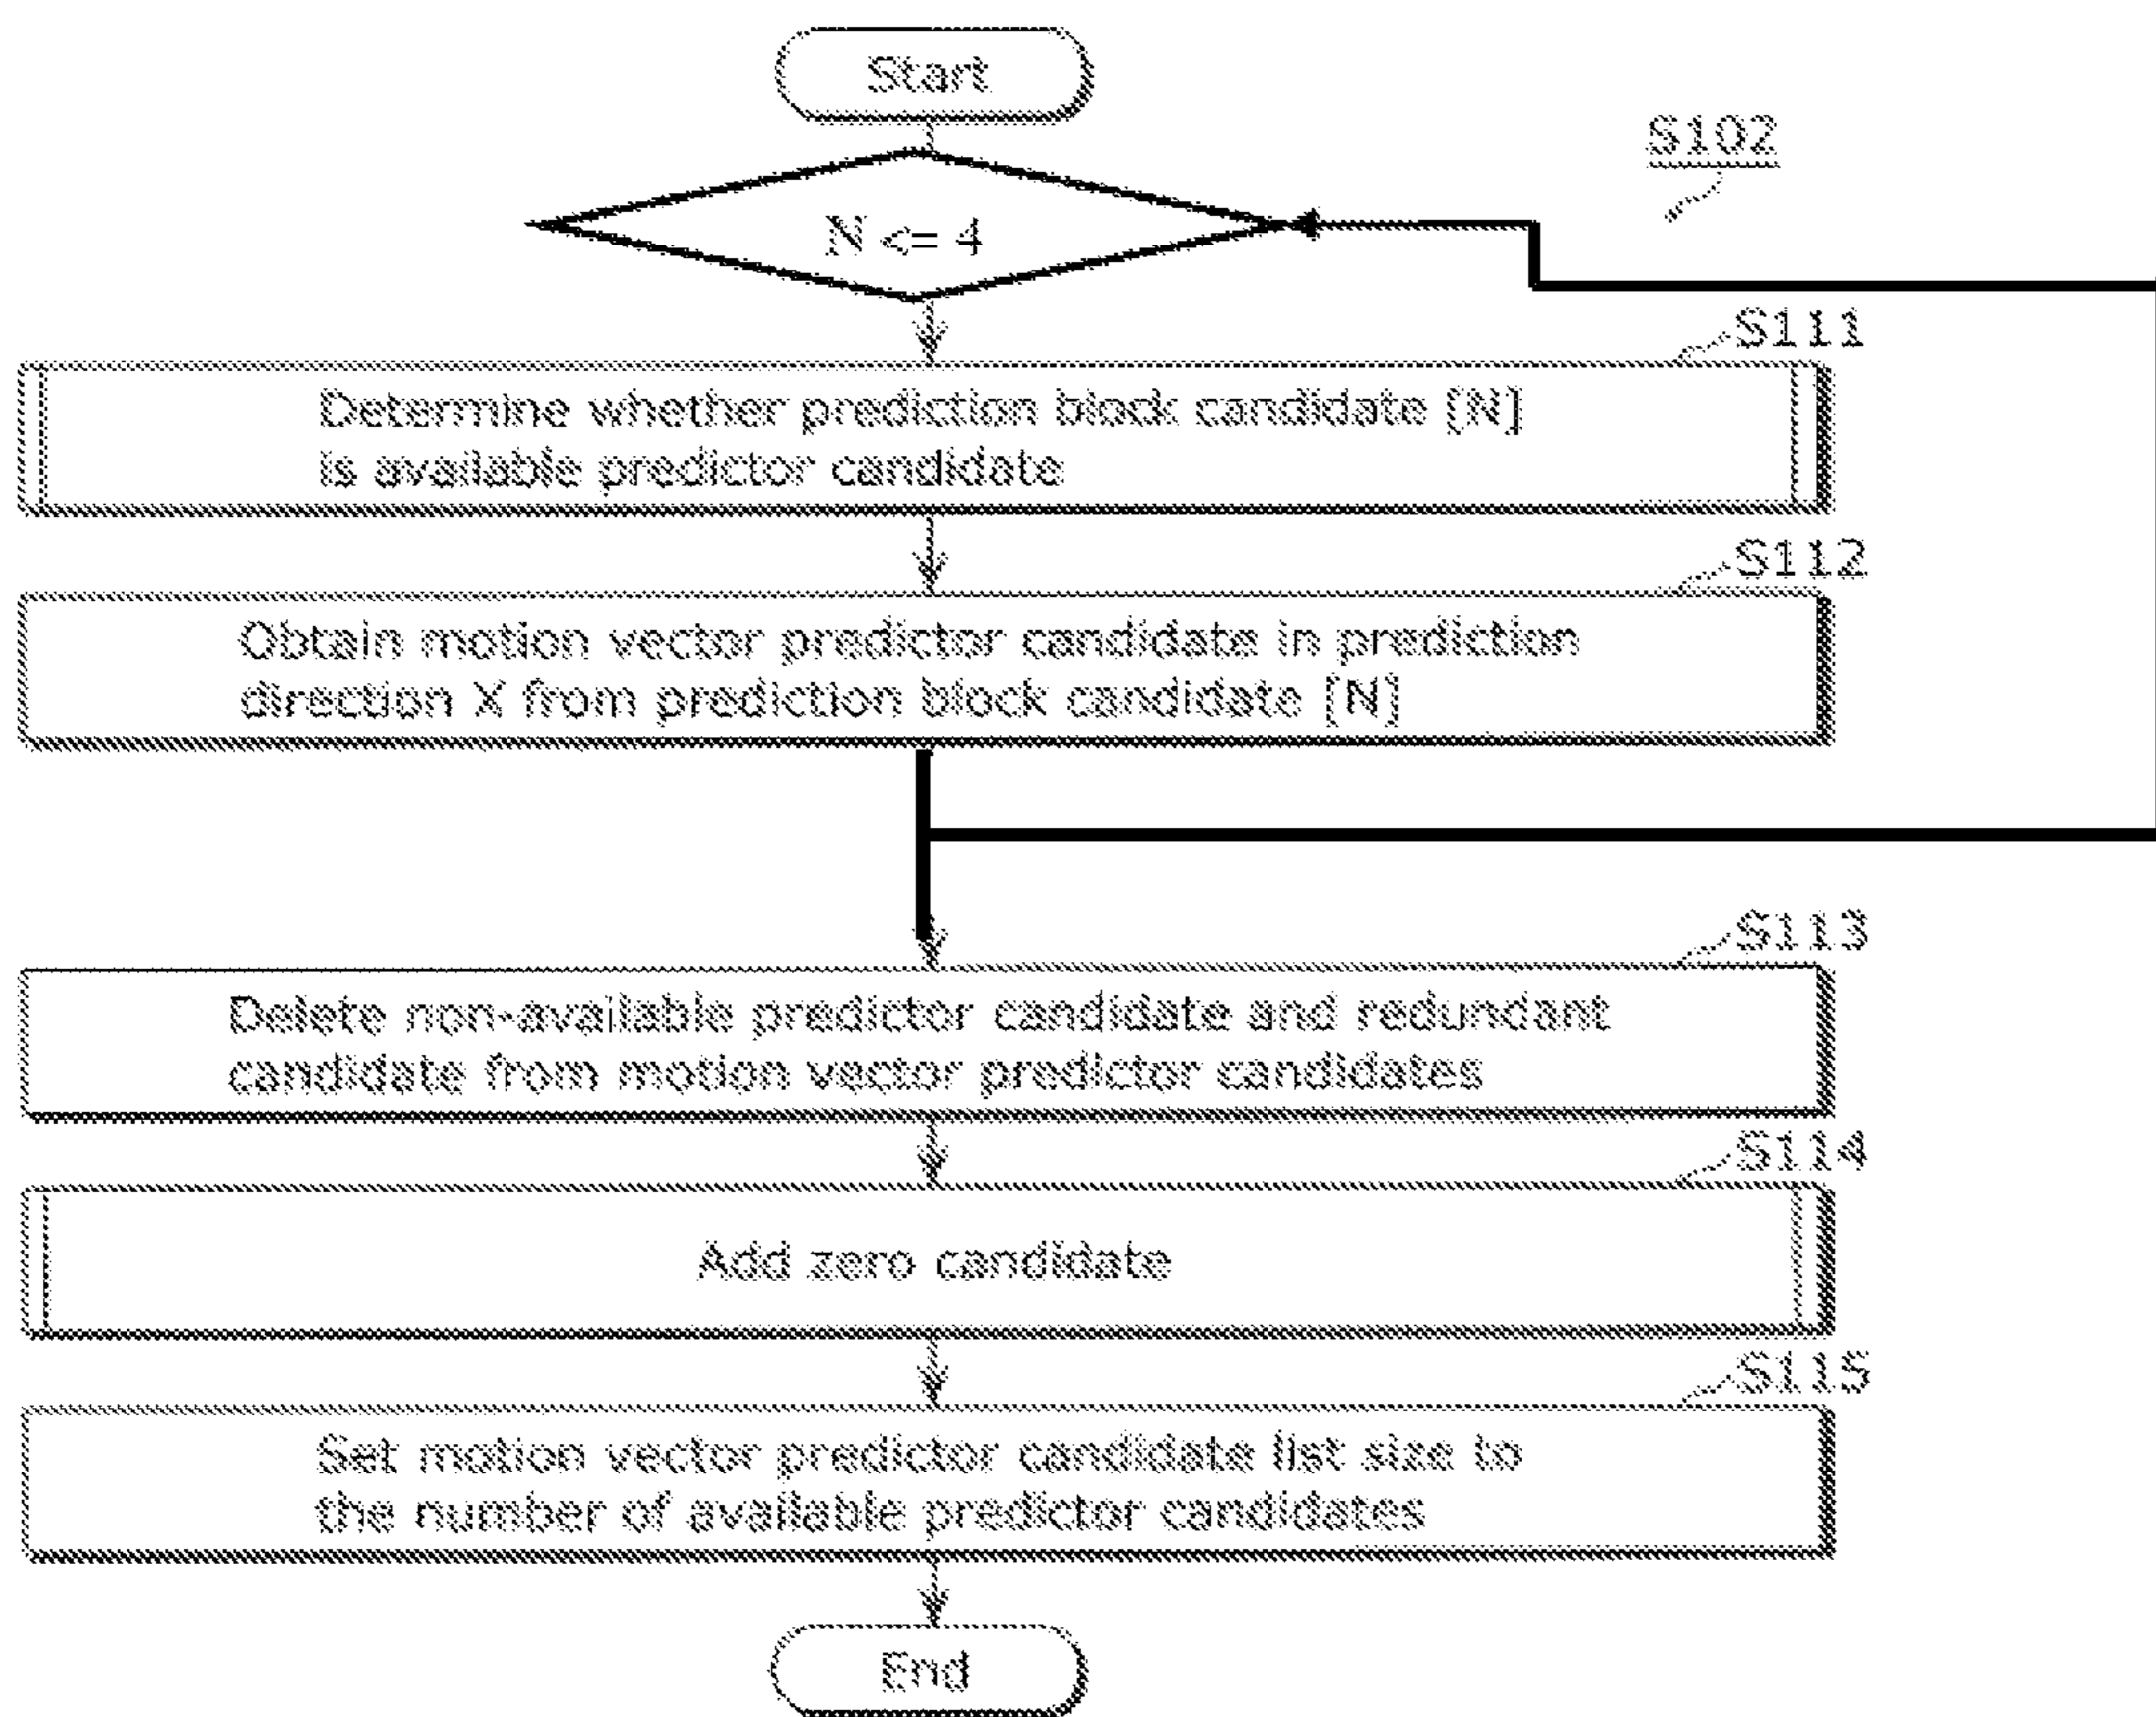 Start
S102
N <= 4
S111
Determine whether prediction block candidate [N]
is available predictor candidate
S112
Obtain motion vector predictor candidate in prediction
direction X from prediction block candidate [N]
S113
Delete non-available predictor candidate and redundant
candidate from motion vector predictor candidates
S114
Add zero candidate
S115
Set motion vector predictor candidate list size to
the number of available predictor candidates
End